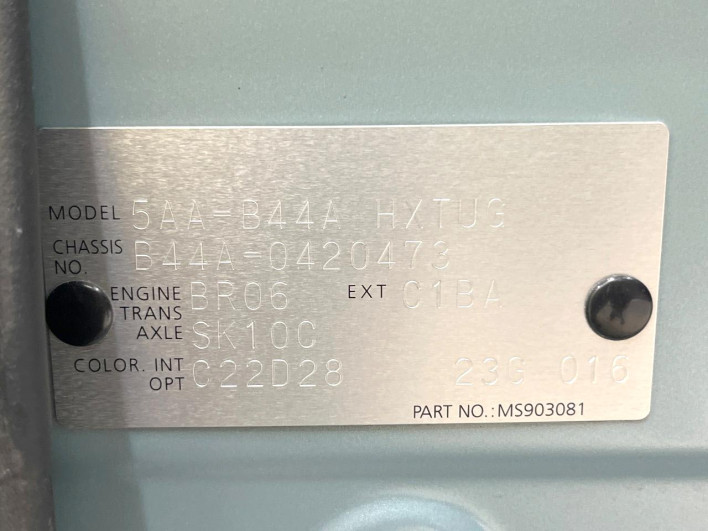 MODEL 5AA-B44A HXTUG
CHASSIS NO. B44A-0420473
ENGINE BR06 EXT C1BA
TRANS AXLE SK10C
COLOR. INT OPT C22D28 23G 016
PART NO.:MS903081